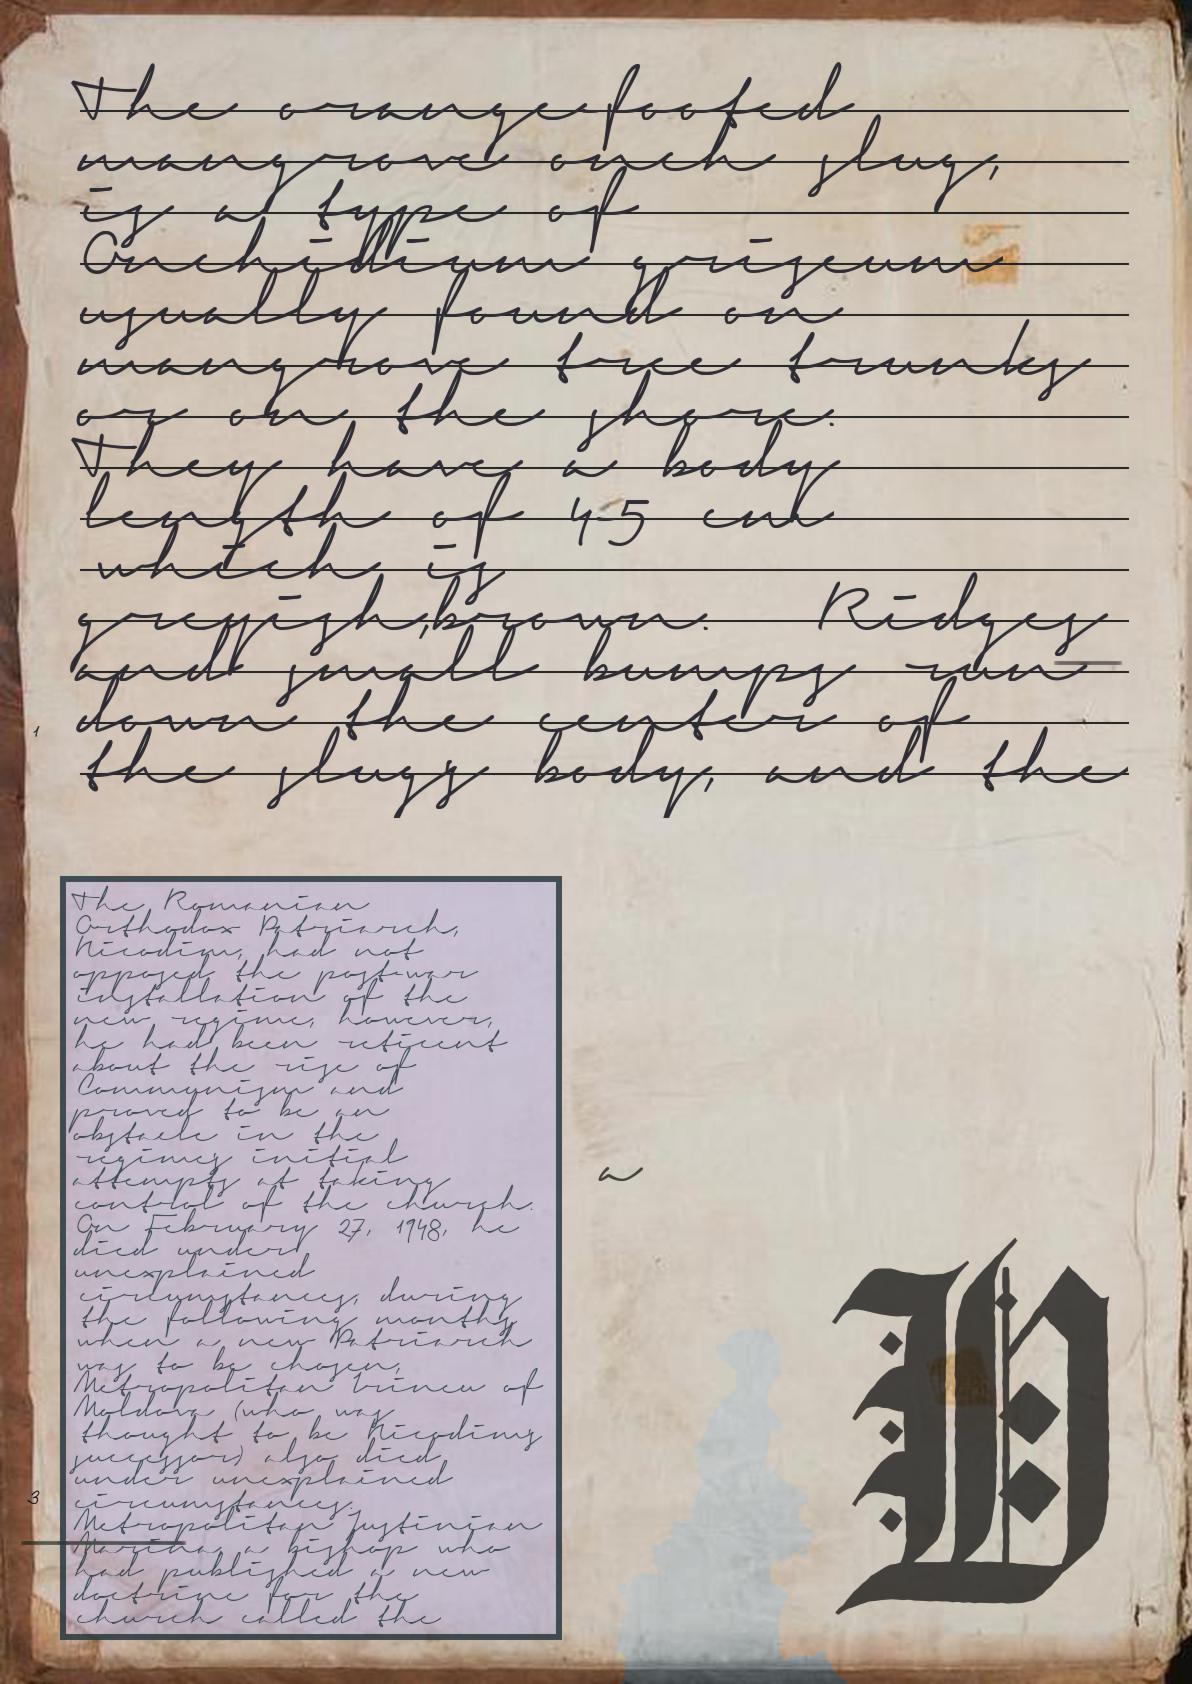 The orangefooted
mangrove onch slug,
is a type of
Onchidium griseum
usually found on
mangrove tree trunks
or on the shore.
They have a body
length of 4-5 cm
which is
greyish,brown. Ridges
and small bumps run
down the center of
the slugs body, and the
1
The Romanian
Orthodox Patriarch,
Nicodim, had not
opposed the post-war
installation of the
new regime, however,
he had been reticent
about the rise of
Communism and
proved to be an
obstacle in the
regimes initial
attempts at taking
control of the church.
On February 27, 1948, he
died under
unexplained
circumstances, during
the following months
when a new Patriarch
was to be chosen,
Metropolitan Irineu of
Moldova (who was
thought to be Nicodims
successor) also died
under unexplained
circumstances.
Metropolitan Justinian
Marina, a bishop who
had published a new
doctrine for the
church called the
3
a